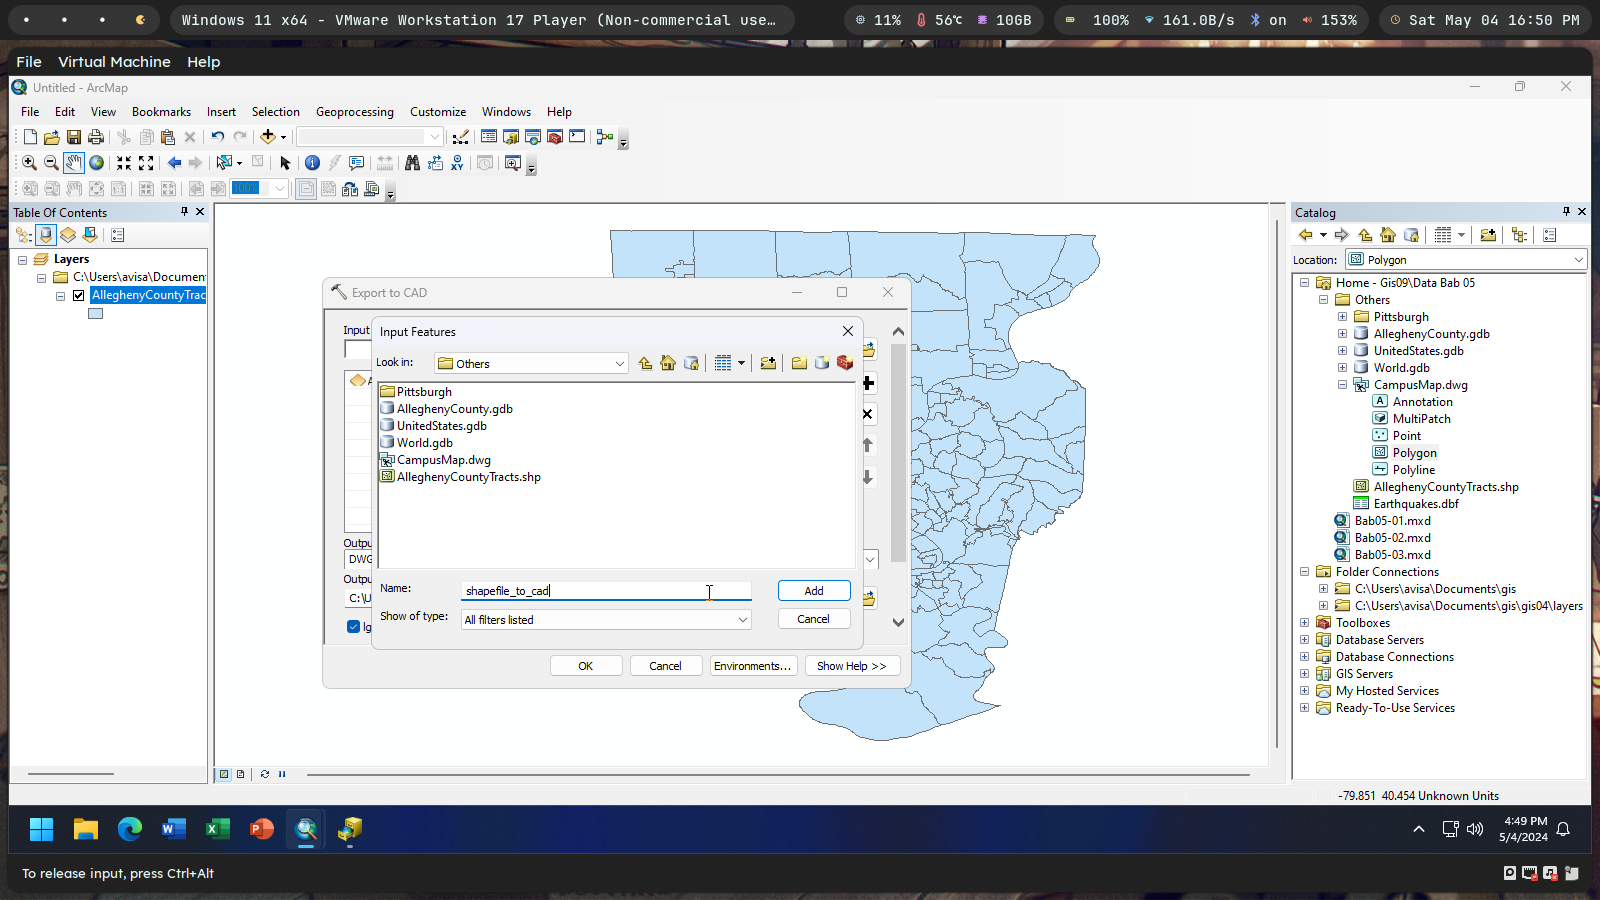 Windows 11 x64 - VMware Workstation 17 Player (Non-commercial use…
11%
56℃
10GB
100%
161.0B/s
on
153%
Sat May 04 16:50 PM
File Virtual Machine Help
Untitled - ArcMap
File Edit View Bookmarks Insert Selection Geoprocessing Customize Windows Help
100%
Table Of Contents
Layers
C:\Users\avisa\Documen
AlleghenyCountyTrac
Export to CAD
Input
Outpu
DWG
Outpu
C:\U
Ig
OK
Cancel
Environments...
Show Help >>
Input Features
Look in:
Others
Pittsburgh
AlleghenyCounty.gdb
UnitedStates.gdb
World.gdb
CampusMap.dwg
AlleghenyCountyTracts.shp
Name:
shapefile_to_cad
Add
Show of type:
All filters listed
Cancel
Catalog
Location:
Polygon
Home - Gis09\Data Bab 05
Others
Pittsburgh
AlleghenyCounty.gdb
UnitedStates.gdb
World.gdb
CampusMap.dwg
Annotation
MultiPatch
Point
Polygon
Polyline
AlleghenyCountyTracts.shp
Earthquakes.dbf
Bab05-01.mxd
Bab05-02.mxd
Bab05-03.mxd
Folder Connections
C:\Users\avisa\Documents\gis
C:\Users\avisa\Documents\gis\gis04\layers
Toolboxes
Database Servers
Database Connections
GIS Servers
My Hosted Services
Ready-To-Use Services
-79.851 40.454 Unknown Units
4:49 PM
5/4/2024
To release input, press Ctrl+Alt